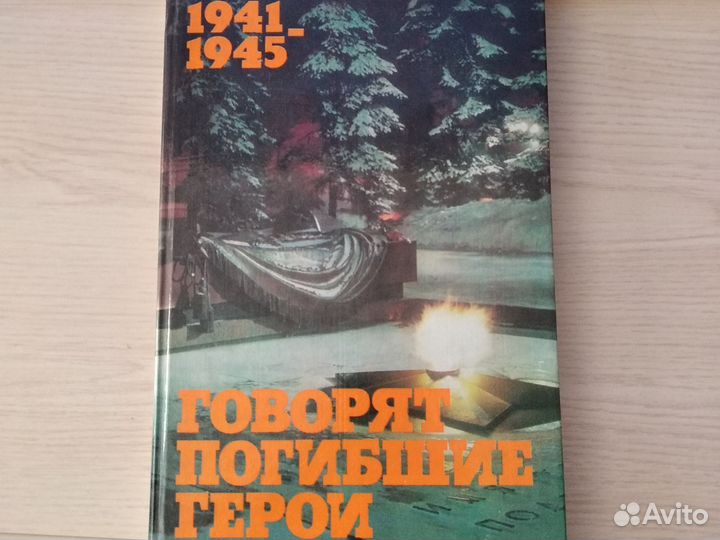 1941-
1945
ГОВОРЯТ
ПОГИБШИЕ
ГЕРОИ
Avito